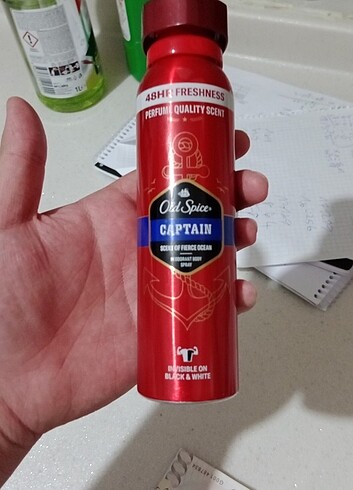 48HR FRESHNESS
PERFUME QUALITY SCENT
Old Spice
CAPTAIN
SCENT OF FIERCE OCEAN
DEODORANT BODY
SPRAY
INVISIBLE ON
BLACK & WHITE